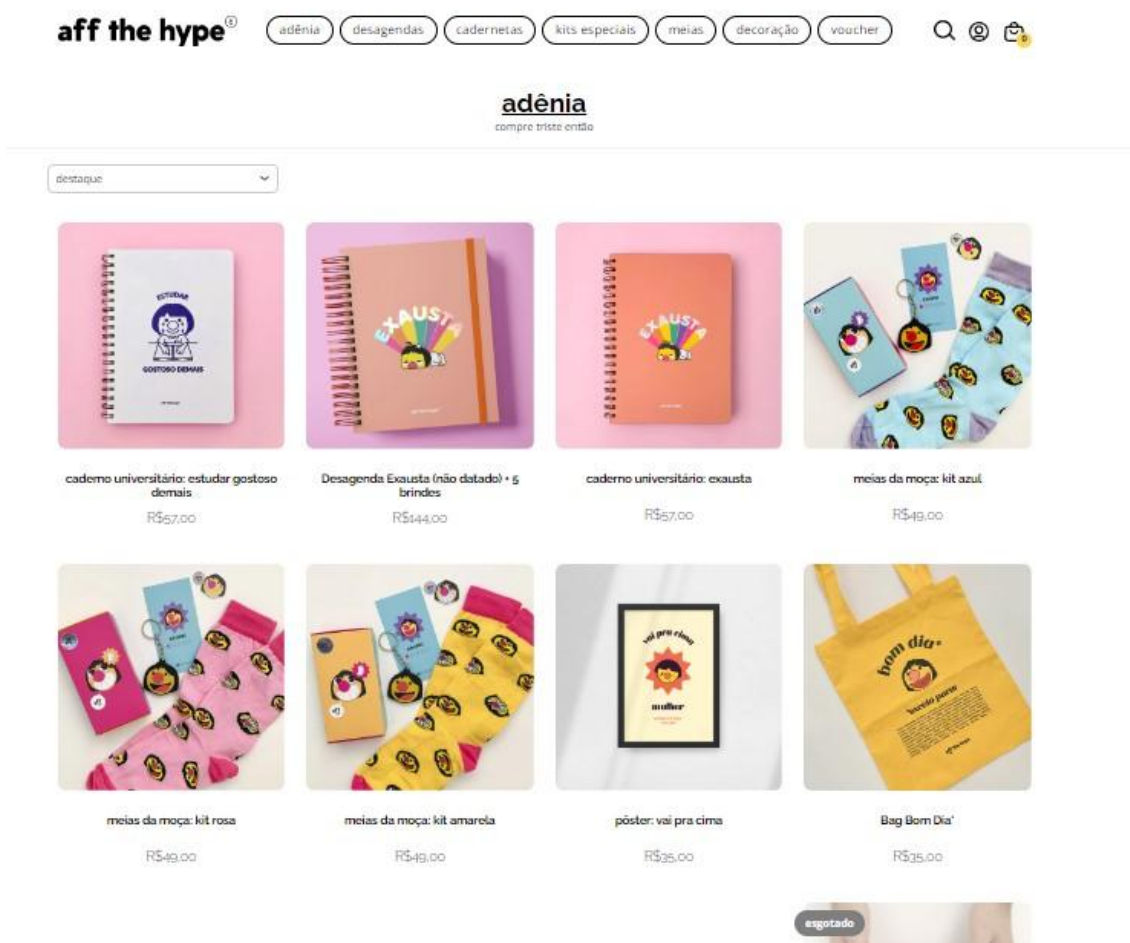 aff the hype®
adênia
desagendas
cadernetas
kits especiais
meias
decoração
voucher
0
adênia
compre triste então
destaque
ESTUDAR
GOSTOSO DEMAIS
EXAUSTA
EXAUSTA
caderno universitário: estudar gostoso
demais
R$57,00
Desagenda Exausta (não datado) + 5
brindes
R$144,00
caderno universitário: exausta
R$57,00
meias da moça: kit azul
R$49,00
vai pra cima
mulher
bom dia*
meias da moça: kit rosa
R$49,00
meias da moça: kit amarela
R$49,00
pôster: vai pra cima
R$35,00
Bag Bom Dia*
R$35,00
esgotado